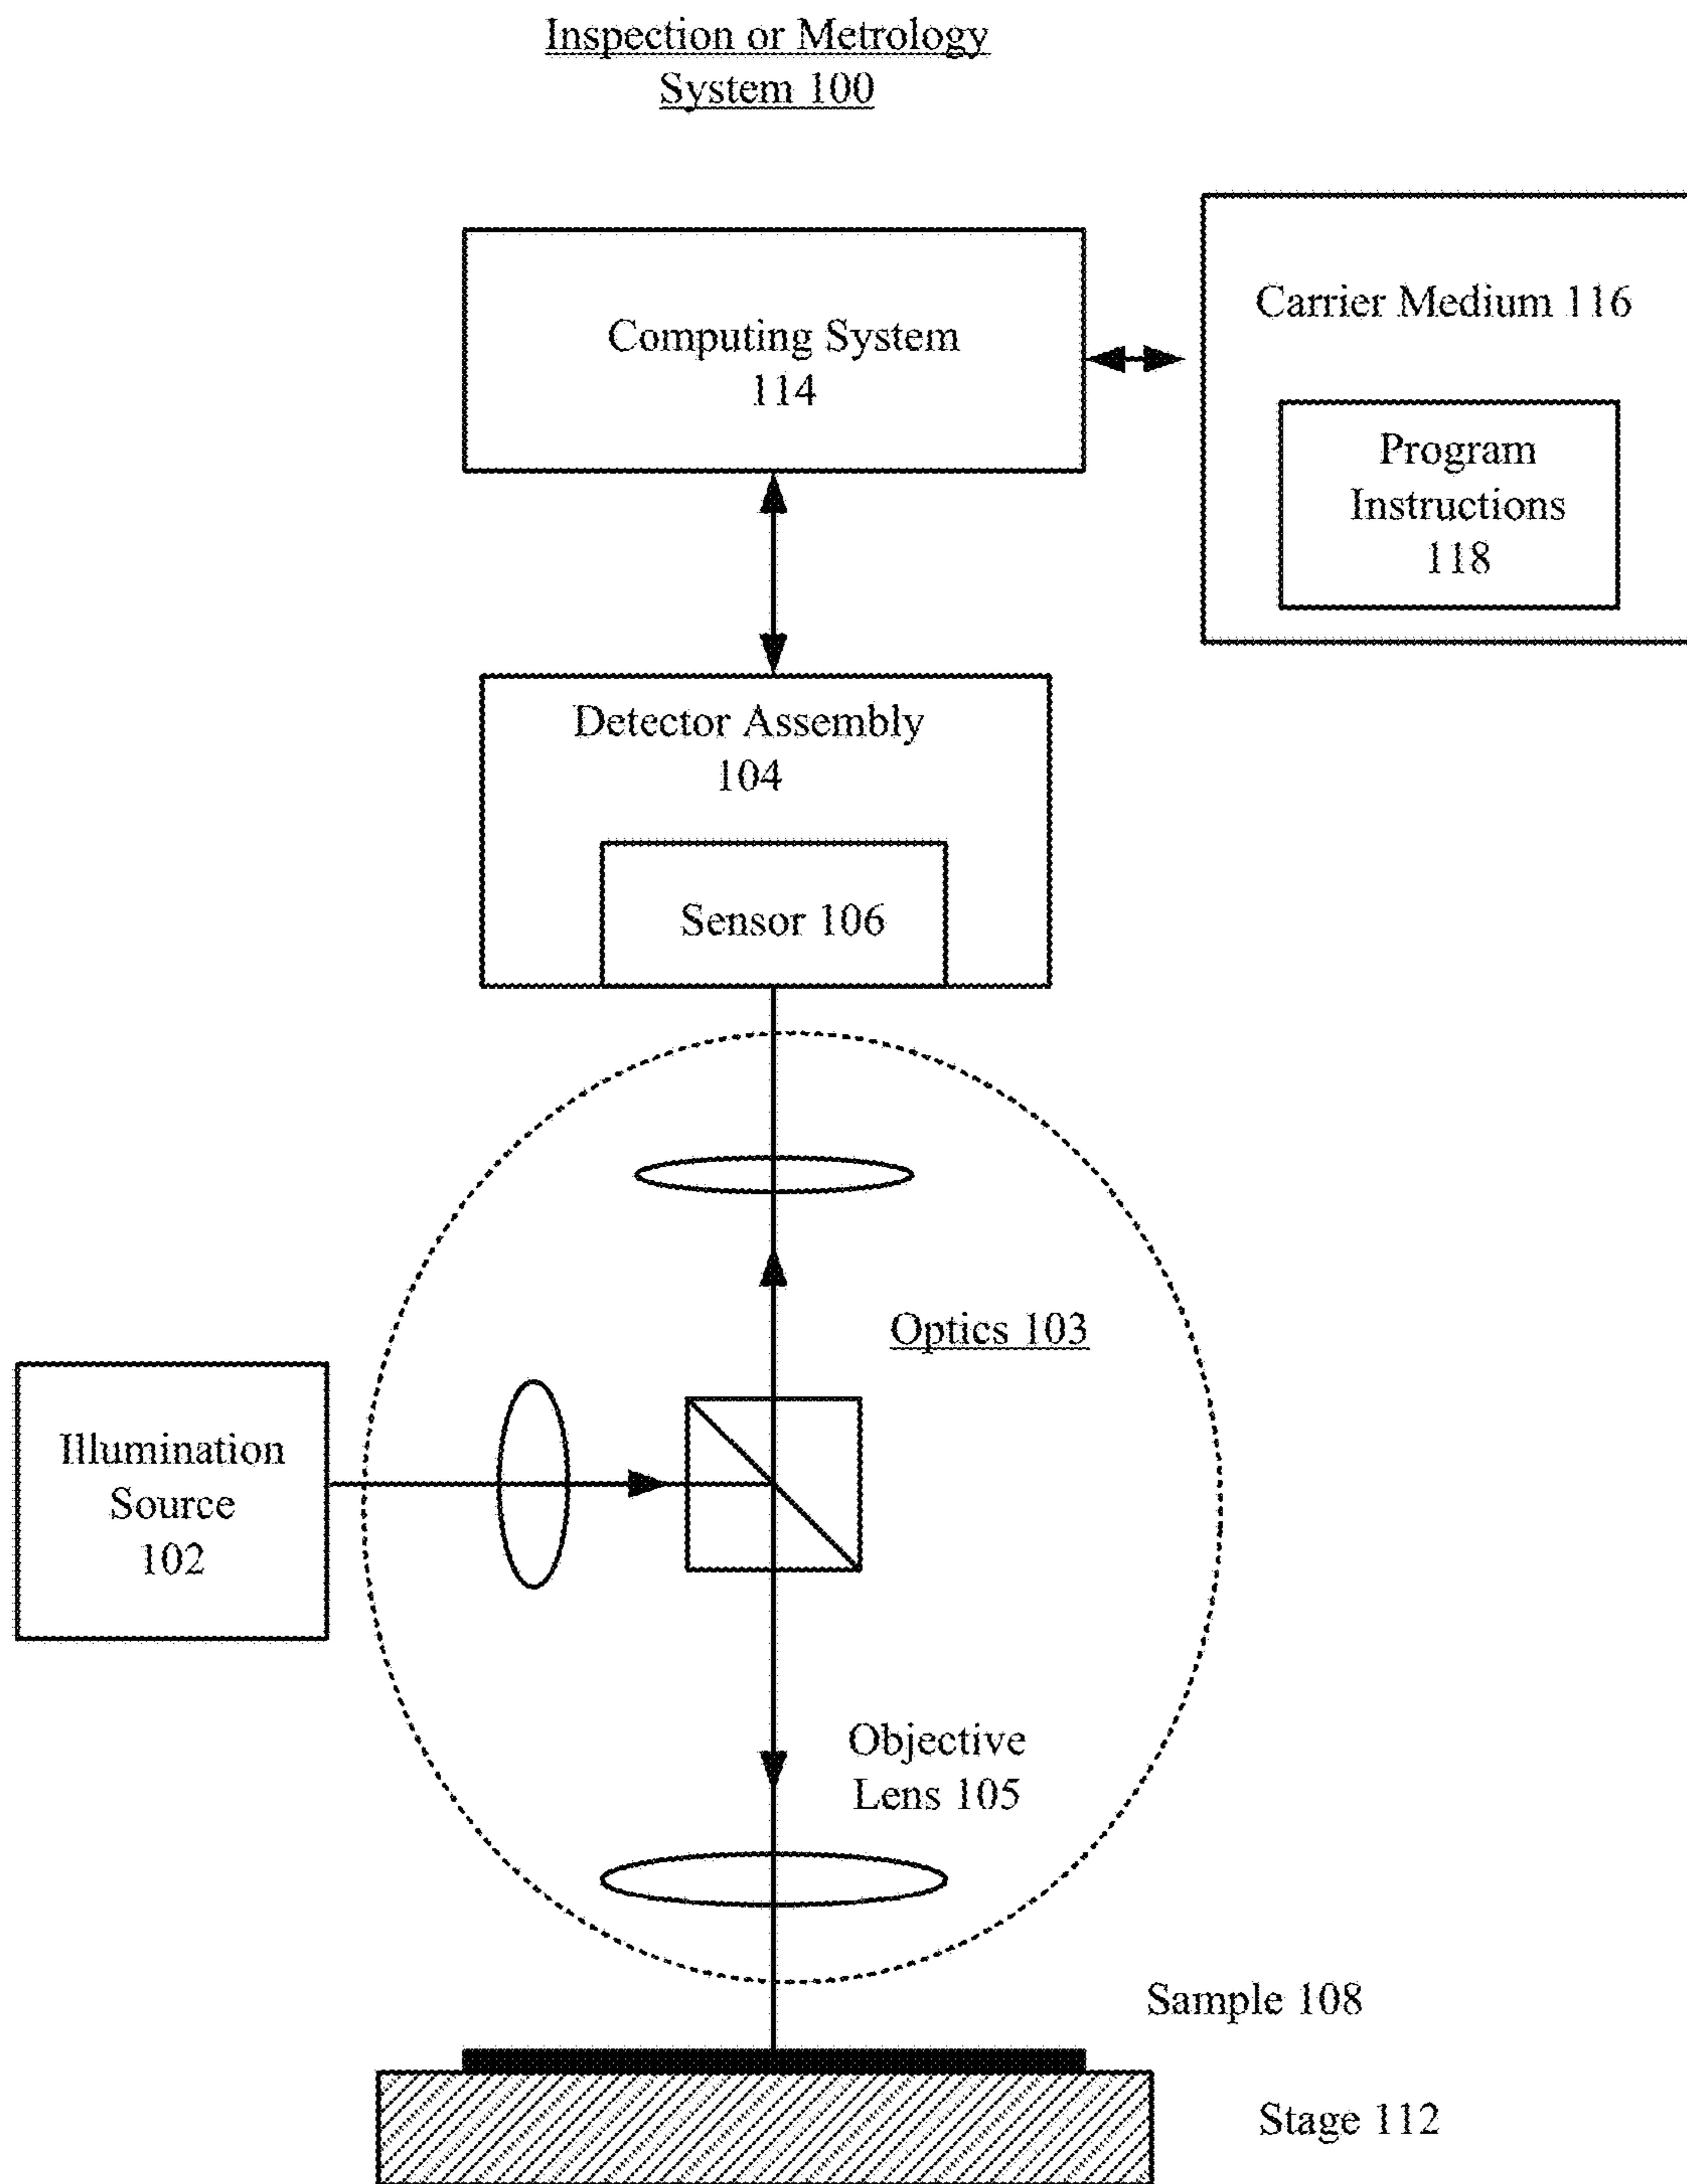 Inspection or Metrology
System 100
Computing System
114
Carrier Medium 116
Program
Instructions
118
Detector Assembly
104
Sensor 106
Optics 103
Illumination
Source
102
Objective
Lens 105
Sample 108
Stage 112